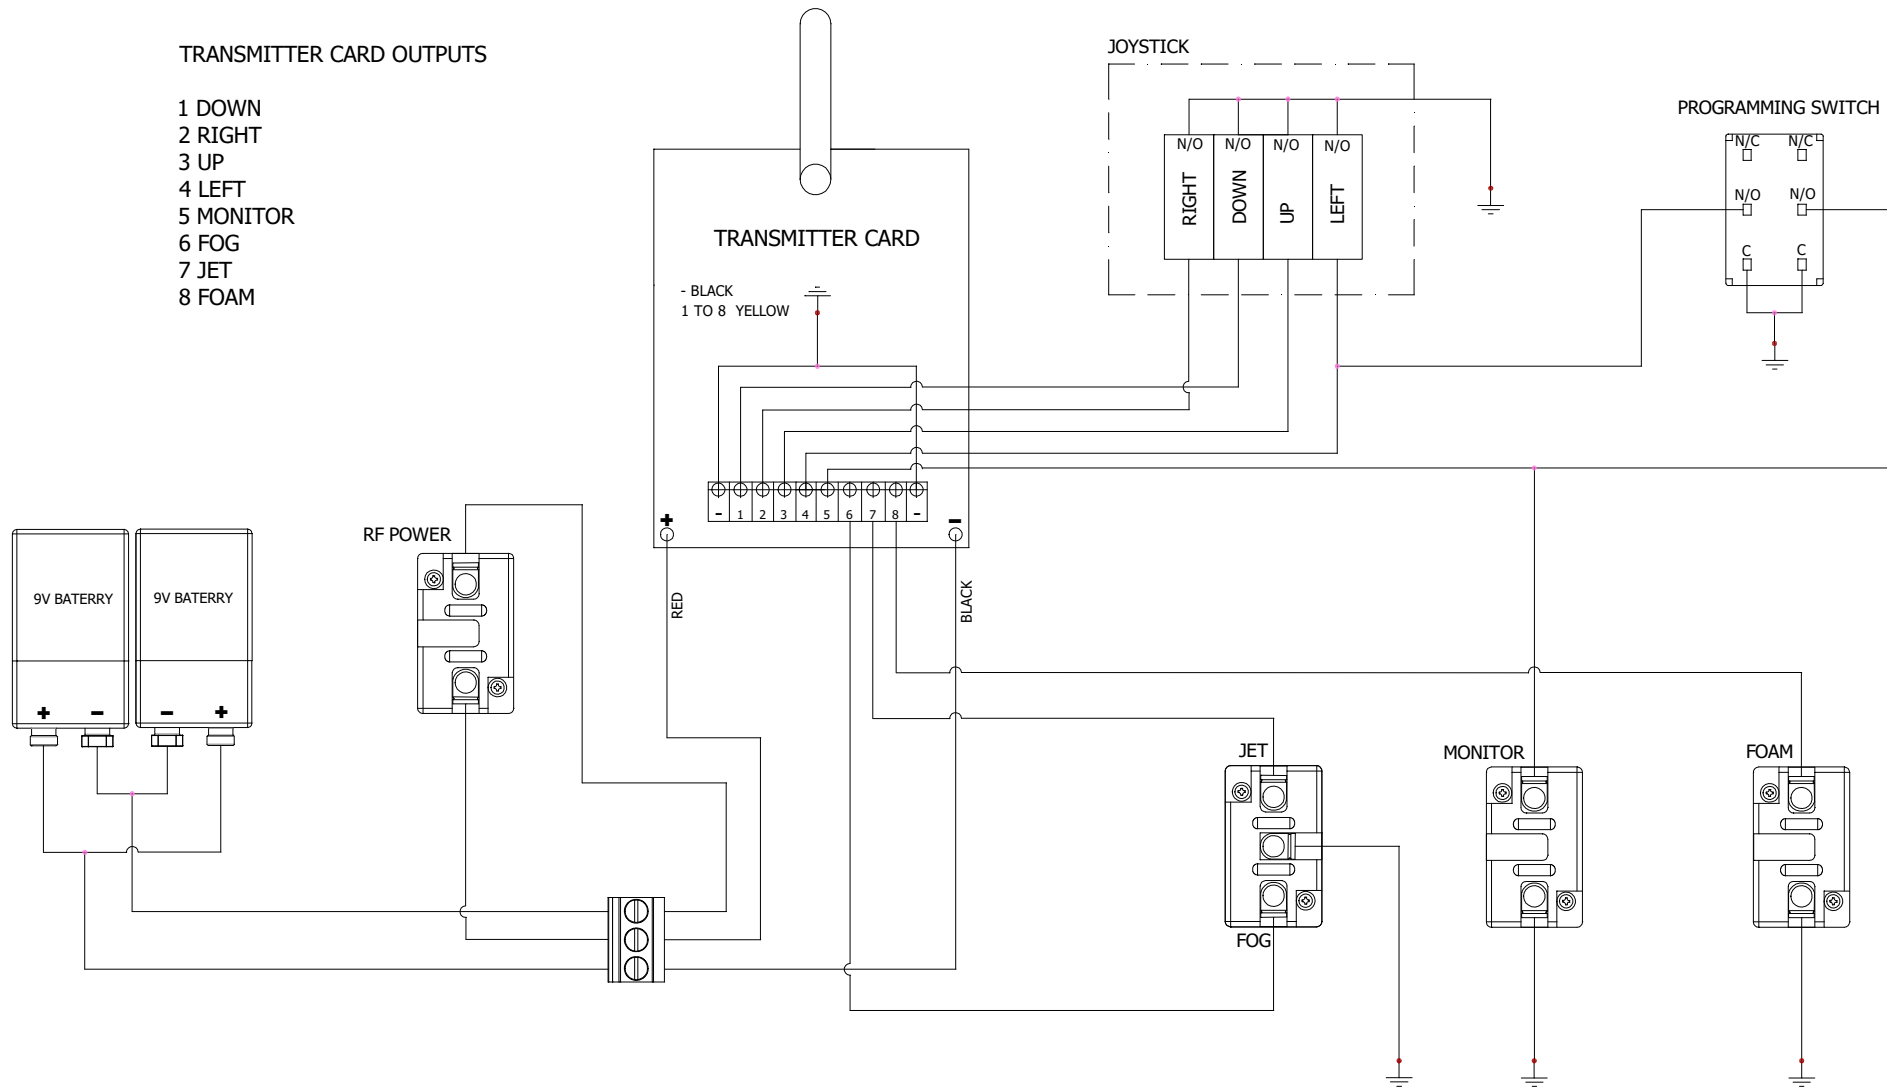 TRANSMITTER CARD OUTPUTS
1 DOWN
2 RIGHT
3 UP
4 LEFT
5 MONITOR
6 FOG
7 JET
8 FOAM
TRANSMITTER CARD
- BLACK
1 TO 8 YELLOW
- 1 2 3 4 5 6 7 8 -
+ -
RED
BLACK
JOYSTICK
N/O N/O N/O N/O
RIGHT
DOWN
UP
LEFT
PROGRAMMING SWITCH
N/C N/C
N/O N/O
C C
RF POWER
9V BATERRY
9V BATERRY
+ - - +
JET
FOG
MONITOR
FOAM